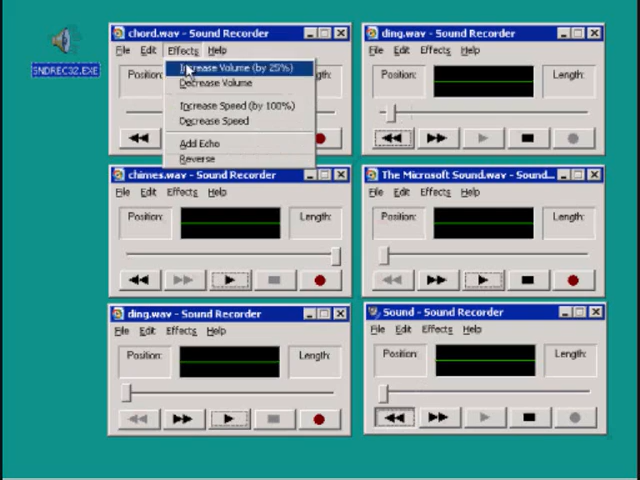 SNDREC32.EXE
chord.wav - Sound Recorder
File Edit Effects Help
Position:
Increase Volume (by 25%)
Decrease Volume
Increase Speed (by 100%)
Decrease Speed
Add Echo
Reverse
ding.wav - Sound Recorder
File Edit Effects Help
Position: Length:
chimes.wav - Sound Recorder
File Edit Effects Help
Position: Length:
The Microsoft Sound.wav - Sound...
File Edit Effects Help
Position: Length:
ding.wav - Sound Recorder
File Edit Effects Help
Position: Length:
Sound - Sound Recorder
File Edit Effects Help
Position: Length: